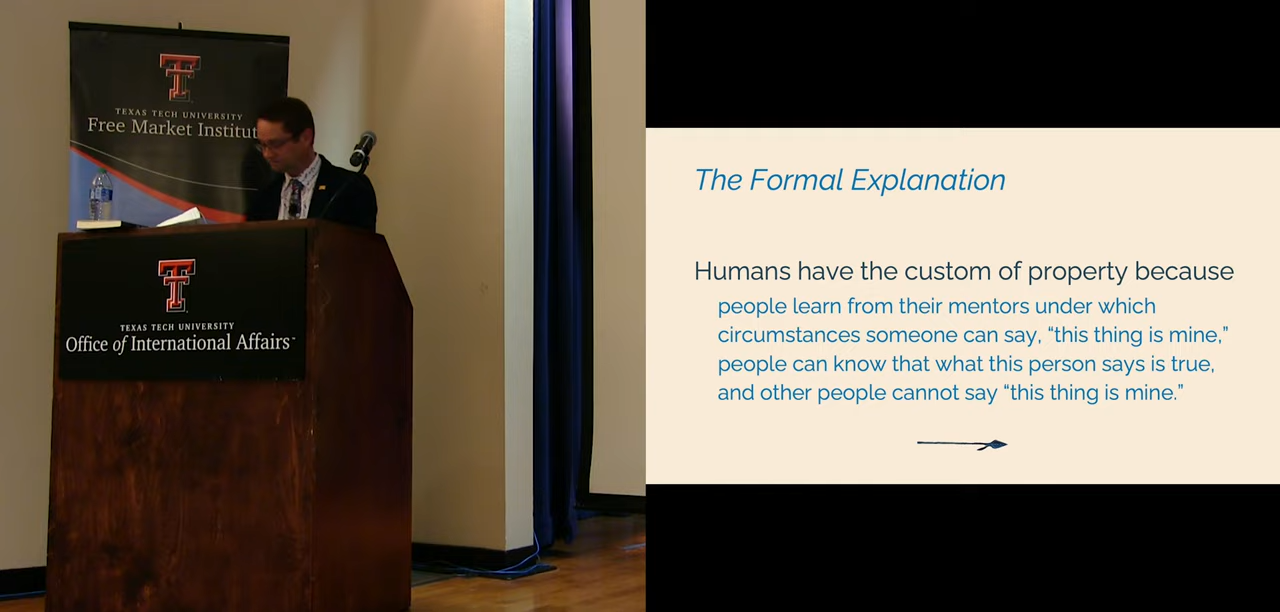 TEXAS TECH UNIVERSITY
Free Market Institut
TEXAS TECH UNIVERSITY
Office of International Affairs™
The Formal Explanation
Humans have the custom of property because
people learn from their mentors under which
circumstances someone can say, “this thing is mine,”
people can know that what this person says is true,
and other people cannot say “this thing is mine.”